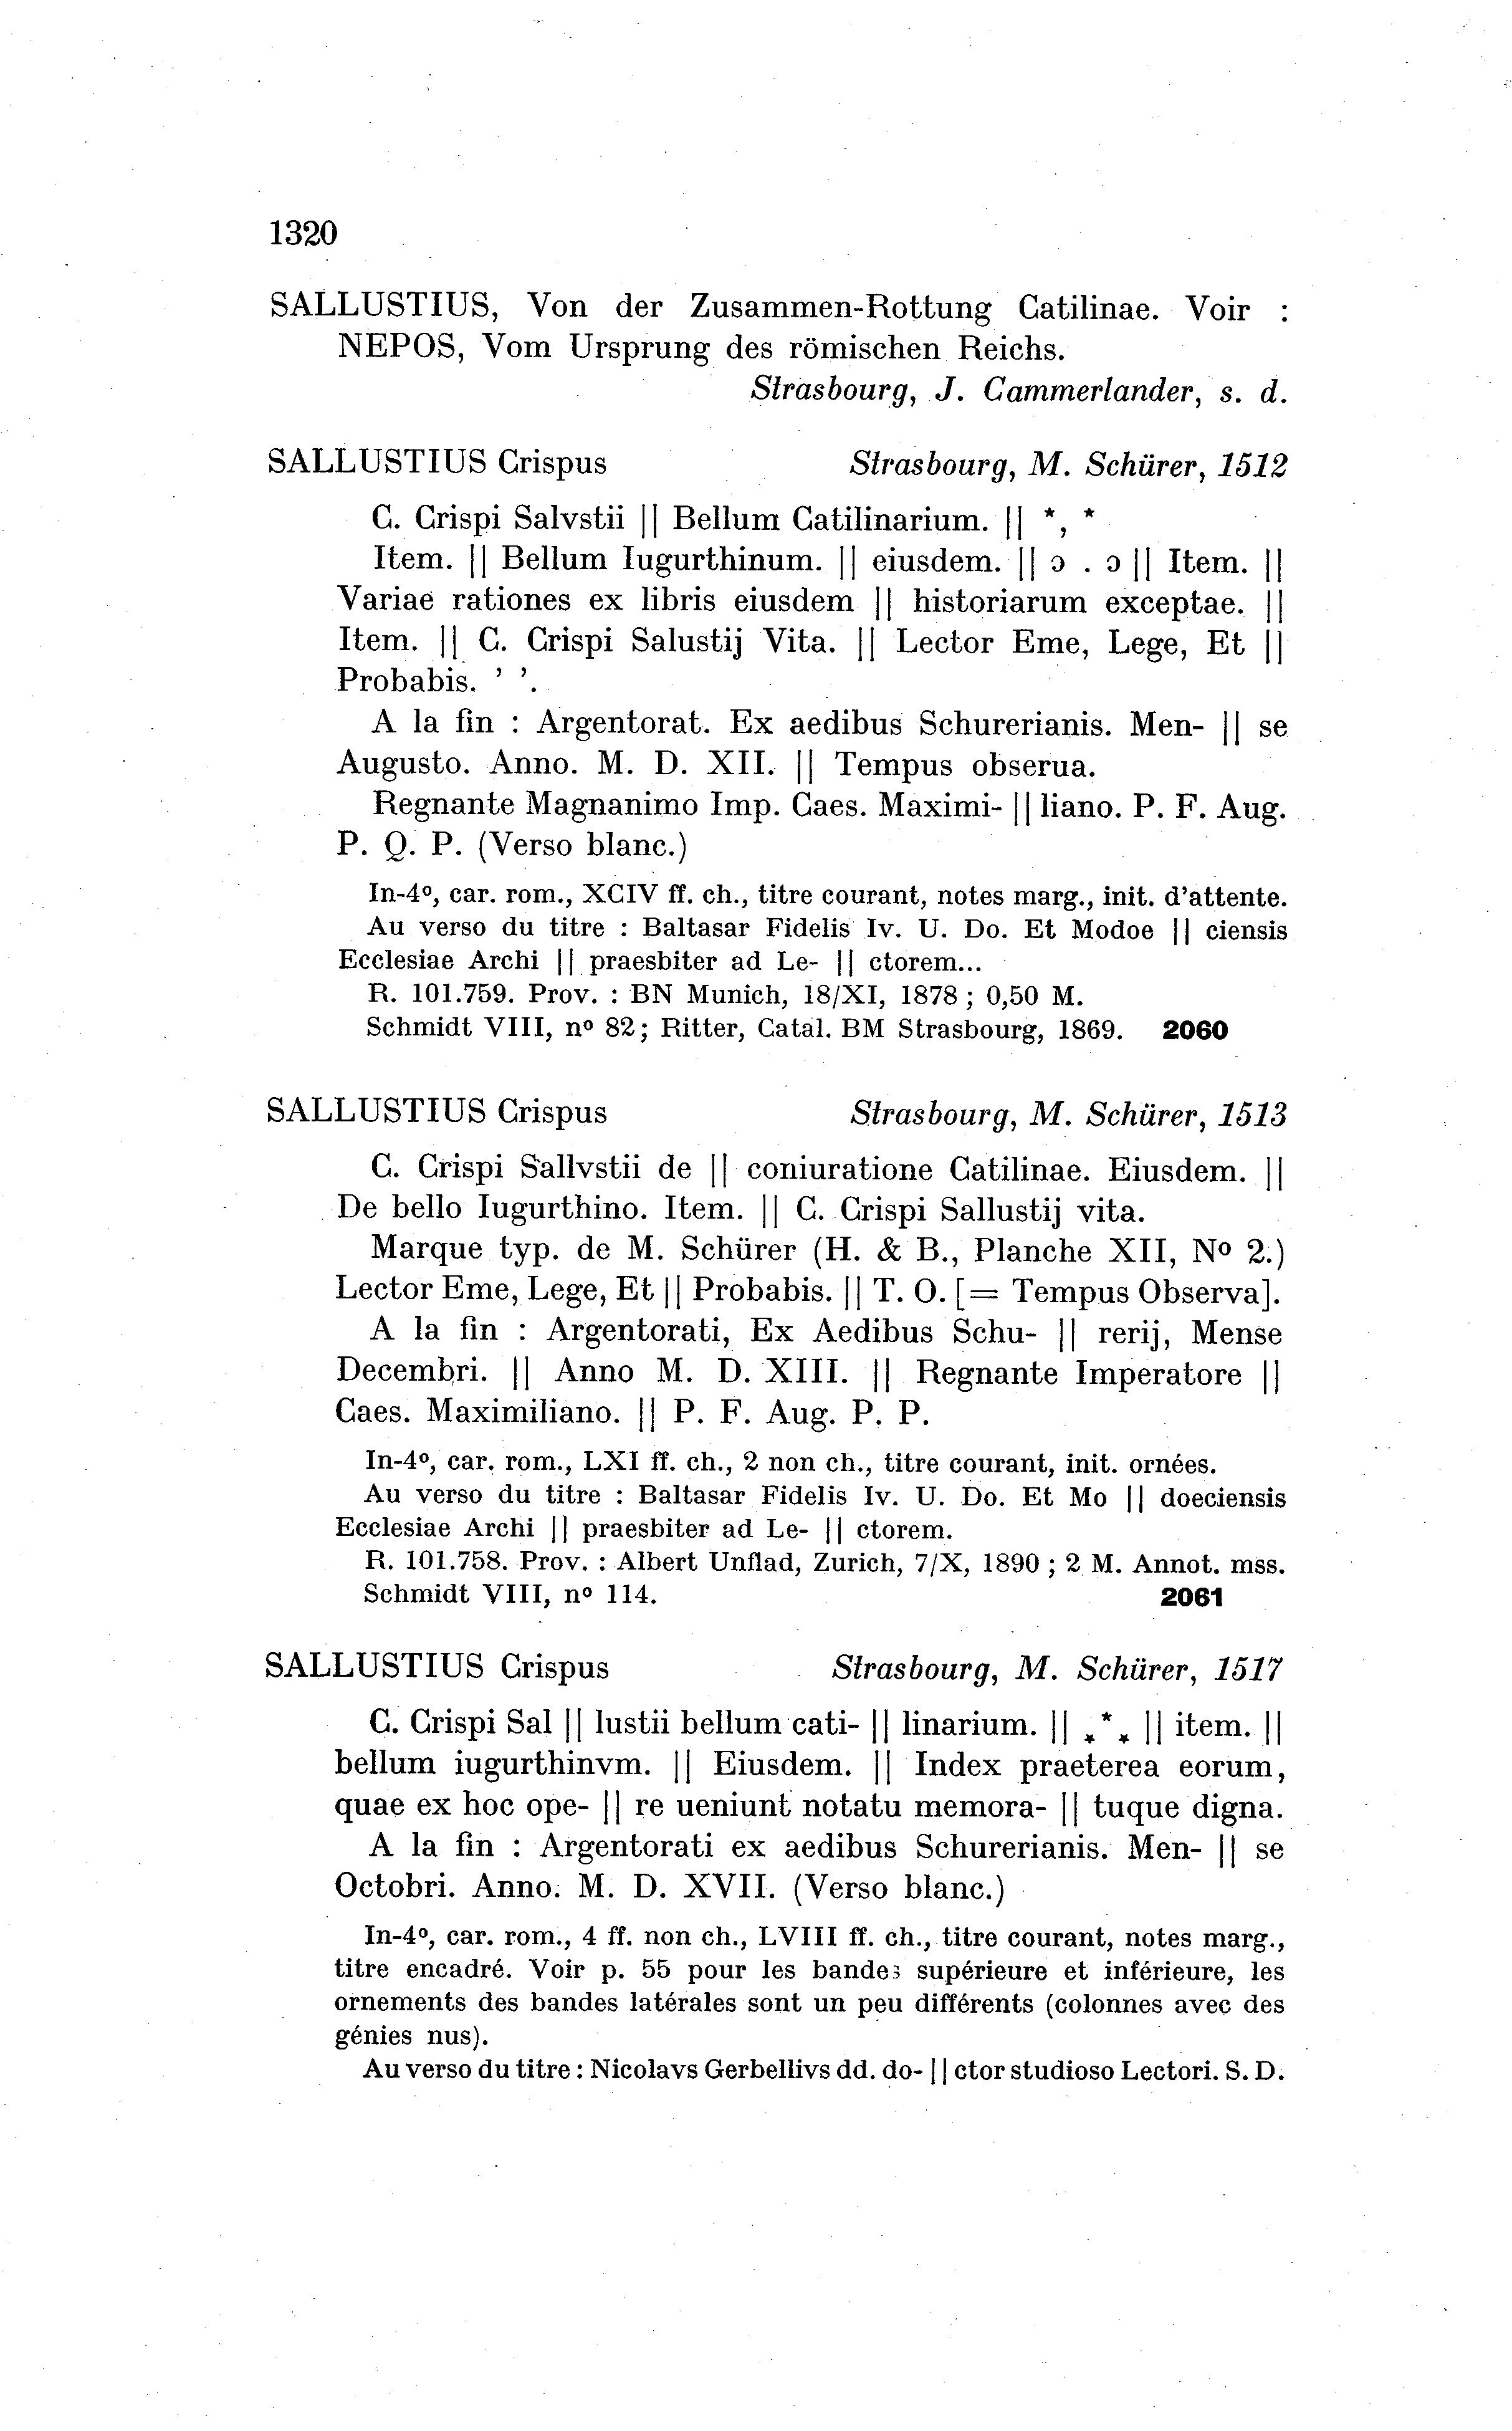 1320
SALLUSTIUS, Von der Zusammen-Rottung Catilinae. Voir :
NEPOS, Vom Ursprung des römischen Reichs.
Strasbourg, J. Cammerlander, s. d.
SALLUSTIUS Crispus Strasbourg, M. Schürer, 1512
C. Crispi Salvstii || Bellum Catilinarium. || *, *
Item. || Bellum Iugurthinum. || eiusdem. || ɔ . ɔ || Item. ||
Variae rationes ex libris eiusdem || historiarum exceptae. ||
Item. || C. Crispi Salustij Vita. || Lector Eme, Lege, Et ||
Probabis. ’ ’.
A la fin : Argentorat. Ex aedibus Schurerianis. Men- || se
Augusto. Anno. M. D. XII. || Tempus obserua.
Regnante Magnanimo Imp. Caes. Maximi- || liano. P. F. Aug.
P. Q. P. (Verso blanc.)
In-4º, car. rom., XCIV ff. ch., titre courant, notes marg., init. d'attente.
Au verso du titre : Baltasar Fidelis Iv. U. Do. Et Modoe || ciensis
Ecclesiae Archi || praesbiter ad Le- || ctorem...
R. 101.759. Prov. : BN Munich, 18/XI, 1878 ; 0,50 M.
Schmidt VIII, nº 82; Ritter, Catal. BM Strasbourg, 1869. 2060
SALLUSTIUS Crispus Strasbourg, M. Schürer, 1513
C. Crispi Sallvstii de || coniuratione Catilinae. Eiusdem. ||
De bello Iugurthino. Item. || C. Crispi Sallustij vita.
Marque typ. de M. Schürer (H. & B., Planche XII, Nº 2.)
Lector Eme, Lege, Et || Probabis. || T. O. [= Tempus Observa].
A la fin : Argentorati, Ex Aedibus Schu- || rerij, Mense
Decembri. || Anno M. D. XIII. || Regnante Imperatore ||
Caes. Maximiliano. || P. F. Aug. P. P.
In-4º, car. rom., LXI ff. ch., 2 non ch., titre courant, init. ornées.
Au verso du titre : Baltasar Fidelis Iv. U. Do. Et Mo || doeciensis
Ecclesiae Archi || praesbiter ad Le- || ctorem.
R. 101.758. Prov. : Albert Unflad, Zurich, 7/X, 1890 ; 2 M. Annot. mss.
Schmidt VIII, nº 114. 2061
SALLUSTIUS Crispus Strasbourg, M. Schürer, 1517
C. Crispi Sal || lustii bellum cati- || linarium. || ⁎*⁎ || item. ||
bellum iugurthinvm. || Eiusdem. || Index praeterea eorum,
quae ex hoc ope- || re ueniunt notatu memora- || tuque digna.
A la fin : Argentorati ex aedibus Schurerianis. Men- || se
Octobri. Anno. M. D. XVII. (Verso blanc.)
In-4º, car. rom., 4 ff. non ch., LVIII ff. ch., titre courant, notes marg.,
titre encadré. Voir p. 55 pour les bandes supérieure et inférieure, les
ornements des bandes latérales sont un peu différents (colonnes avec des
génies nus).
Au verso du titre : Nicolavs Gerbellivs dd. do- || ctor studioso Lectori. S. D.